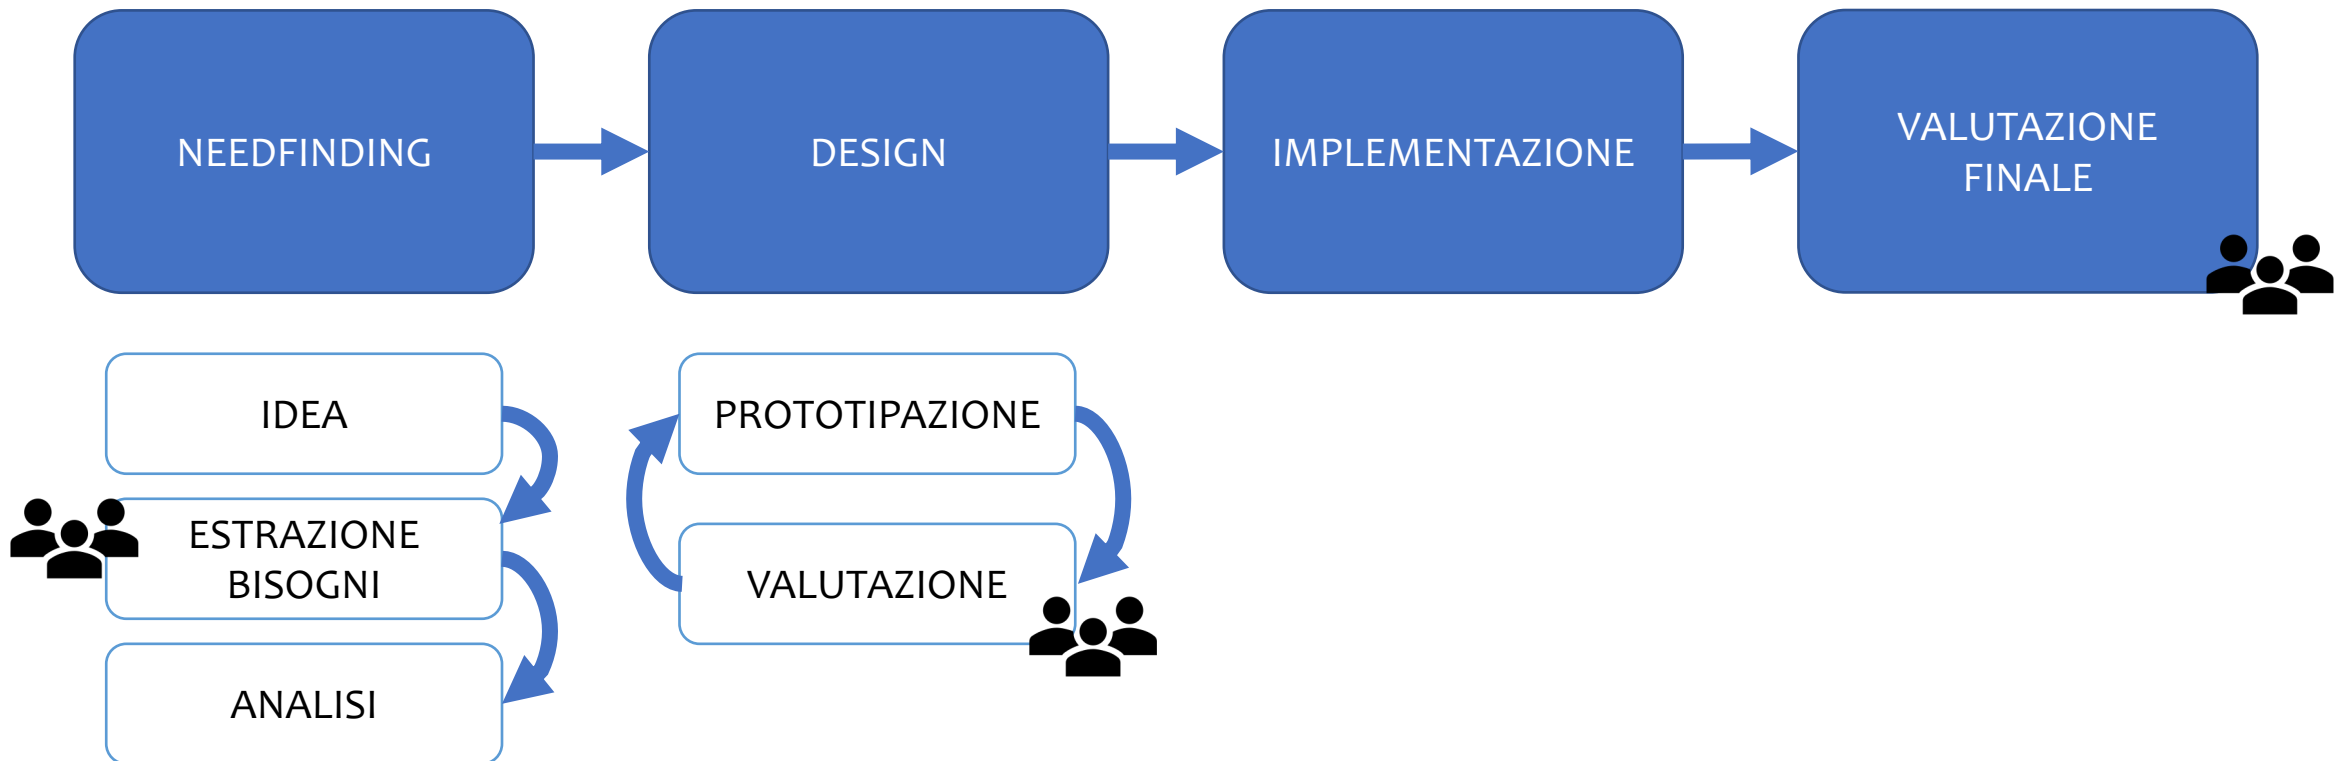 NEEDFINDING
DESIGN
IMPLEMENTAZIONE
VALUTAZIONE
FINALE
IDEA
ESTRAZIONE
BISOGNI
ANALISI
PROTOTIPAZIONE
VALUTAZIONE